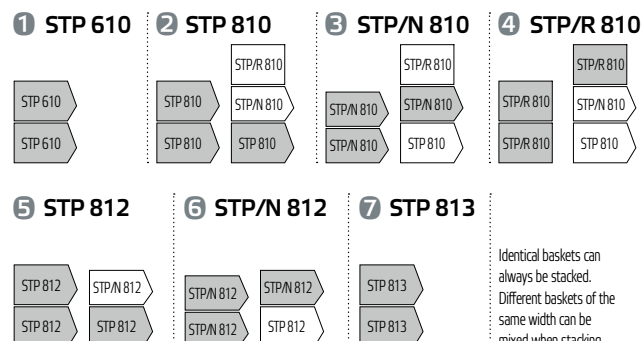 1 STP 610
2 STP 810
3 STP/N 810
4 STP/R 810
STP/R 810
STP/R 810
STP/R 810
STP 610
STP 810
STP/N 810
STP/N 810
STP/N 810
STP/R 810
STP/N 810
STP 610
STP 810
STP 810
STP/N 810
STP 810
STP/R 810
STP 810
5 STP 812
6 STP/N 812
7 STP 813
STP 812
STP/N 812
STP/N 812
STP/N 812
STP 813
STP 812
STP 812
STP/N 812
STP 812
STP 813
Identical baskets can
always be stacked.
Different baskets of the
same width can be
mixed when stacking